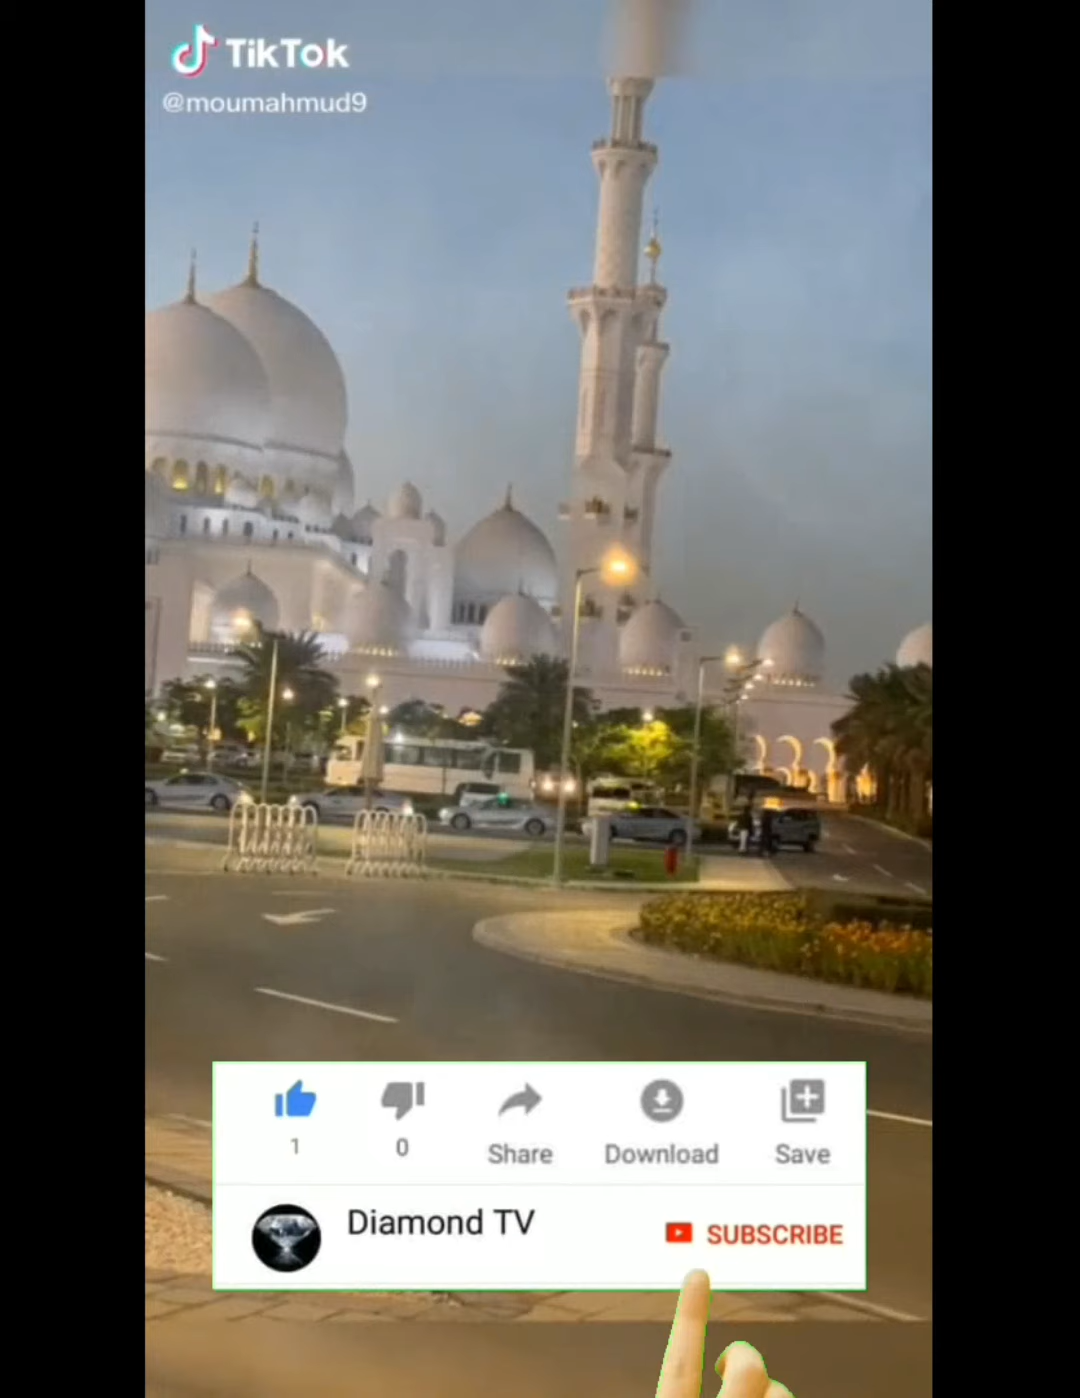 TikTok
@moumahmud9
1
0
Share
Download
Save
Diamond TV
SUBSCRIBE